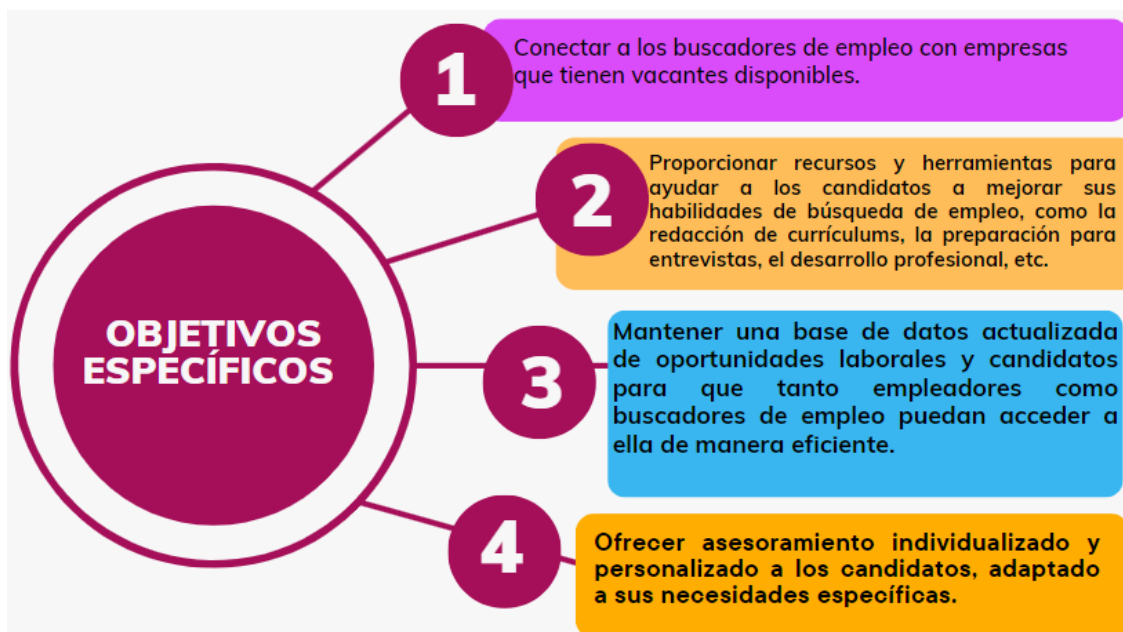 OBJETIVOS
ESPECÍFICOS
1
Conectar a los buscadores de empleo con empresas
que tienen vacantes disponibles.
2
Proporcionar recursos y herramientas para
ayudar a los candidatos a mejorar sus
habilidades de búsqueda de empleo, como la
redacción de currículums, la preparación para
entrevistas, el desarrollo profesional, etc.
3
Mantener una base de datos actualizada
de oportunidades laborales y candidatos
para que tanto empleadores como
buscadores de empleo puedan acceder a
ella de manera eficiente.
4
Ofrecer asesoramiento individualizado y
personalizado a los candidatos, adaptado
a sus necesidades específicas.